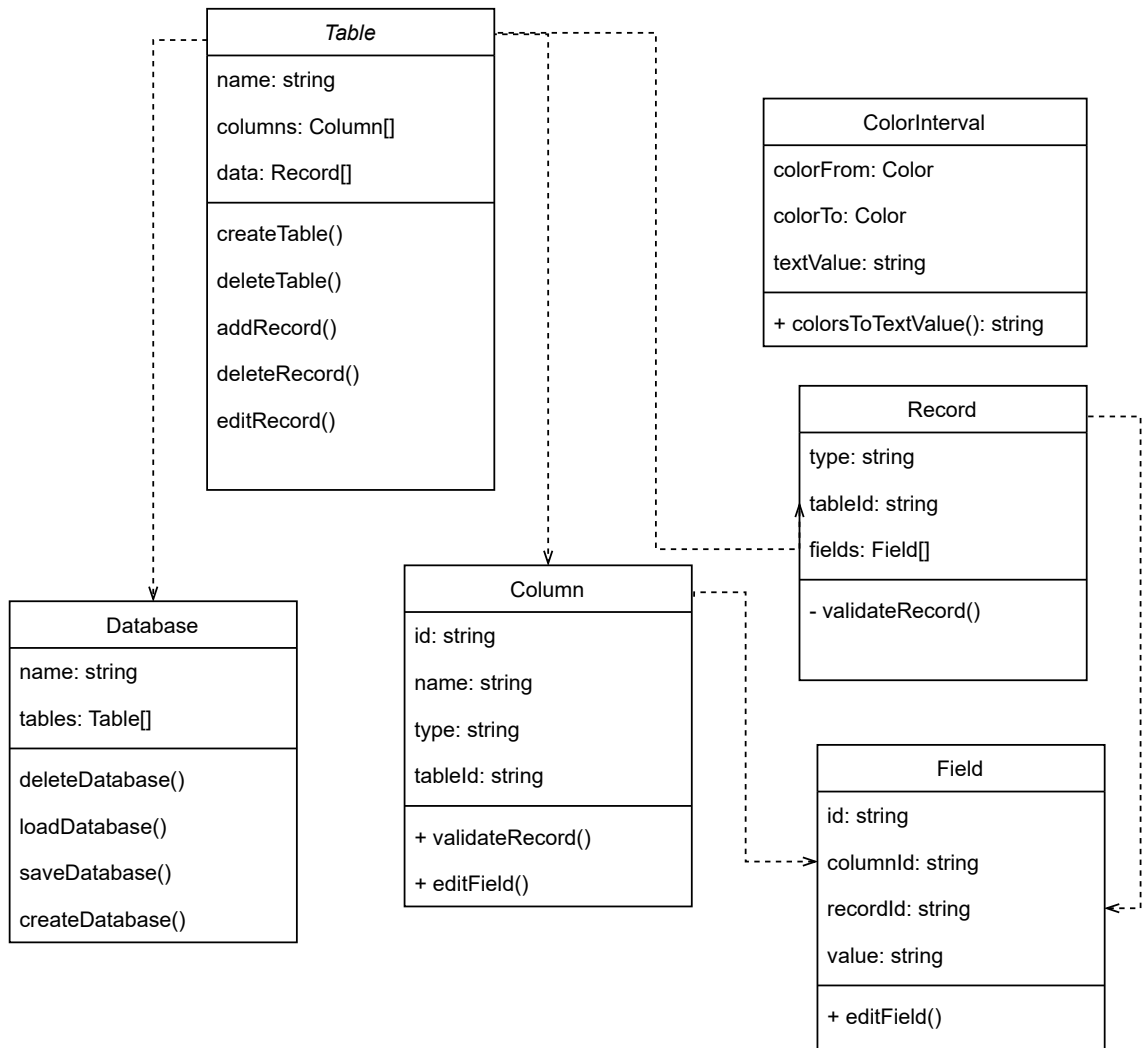 Table
name: string
columns: Column[]
data: Record[]
createTable()
deleteTable()
addRecord()
deleteRecord()
editRecord()
ColorInterval
colorFrom: Color
colorTo: Color
textValue: string
+ colorsToTextValue(): string
Record
type: string
tableId: string
fields: Field[]
- validateRecord()
Database
name: string
tables: Table[]
deleteDatabase()
loadDatabase()
saveDatabase()
createDatabase()
Column
id: string
name: string
type: string
tableId: string
+ validateRecord()
+ editField()
Field
id: string
columnId: string
recordId: string
value: string
+ editField()